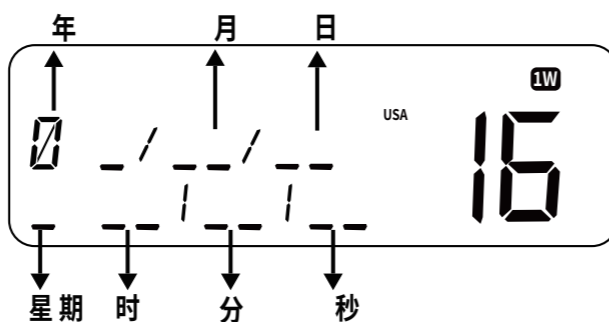 年 月 日
1W
USA
16
0 _ / _ _ / _ _
_ _ _ | _ _ | _ _
星期 时 分 秒